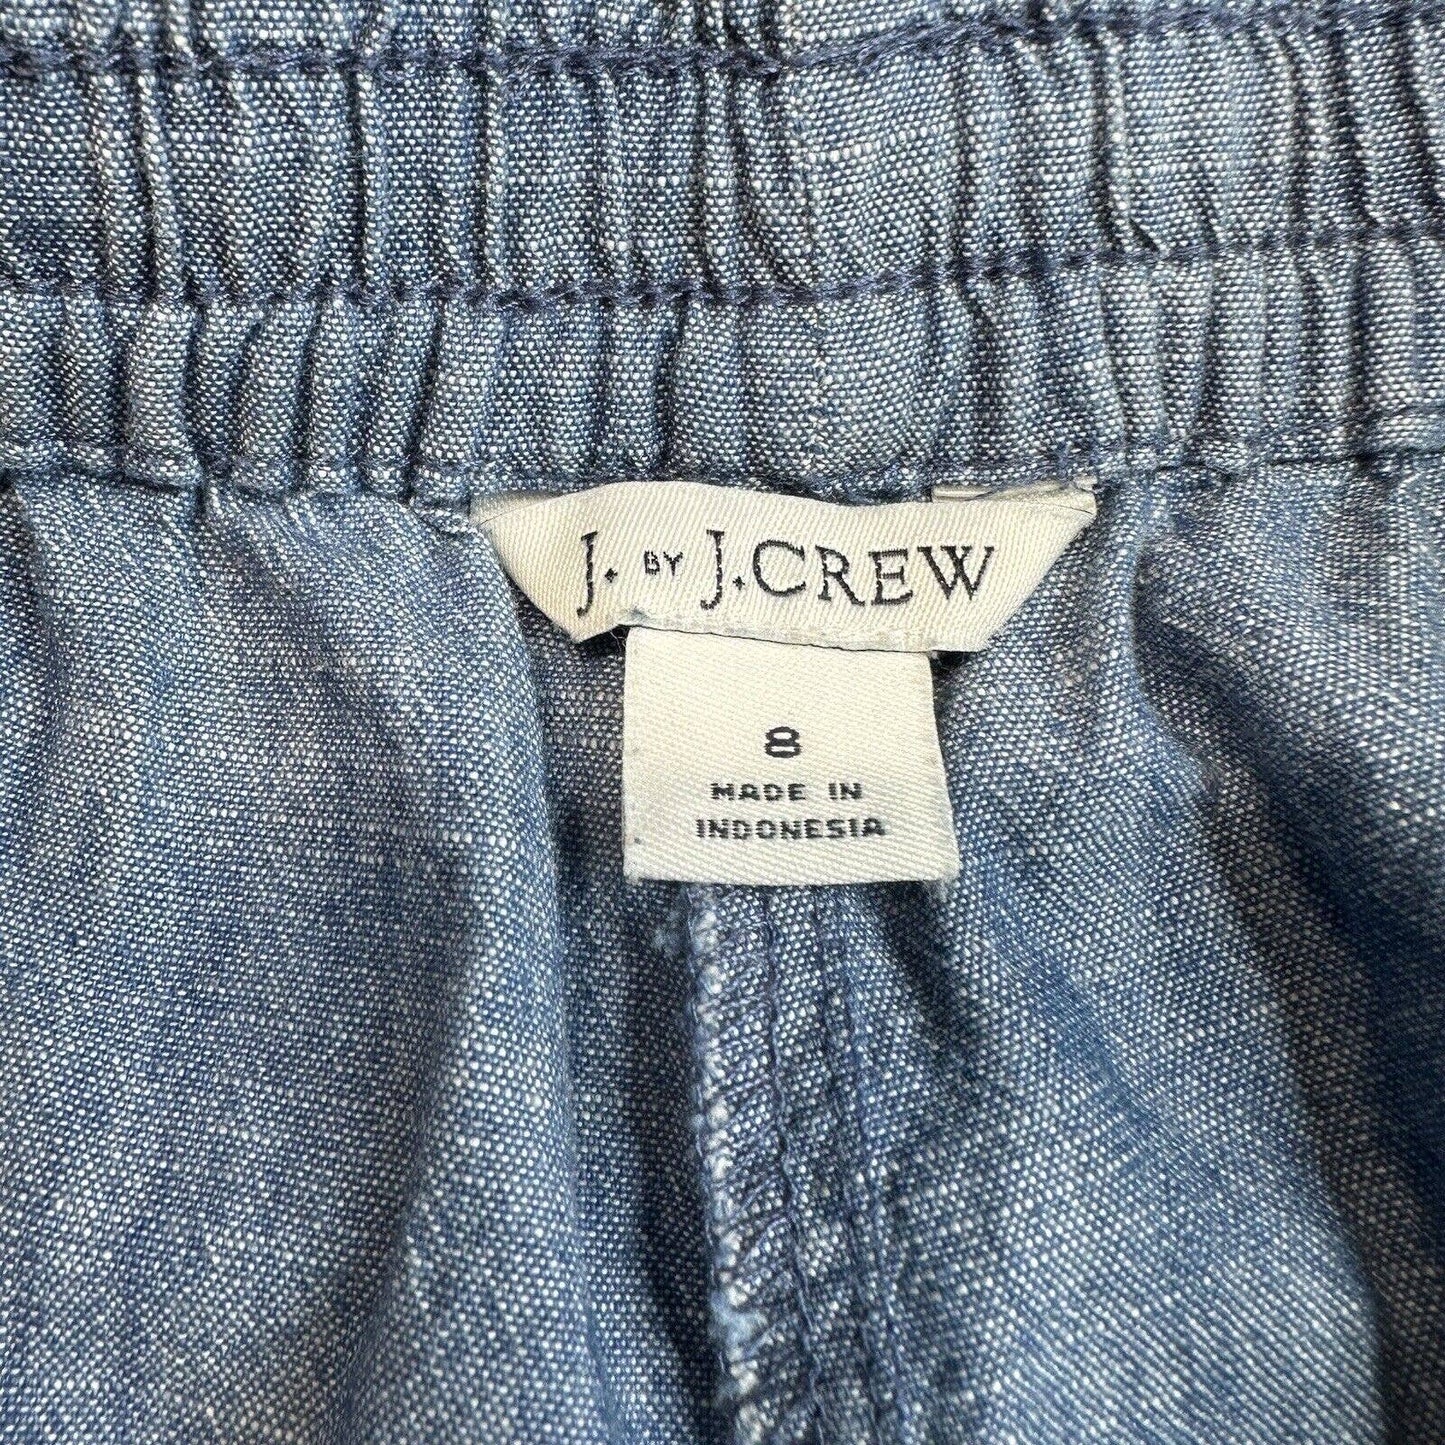 J. BY J.CREW
8
MADE IN
INDONESIA